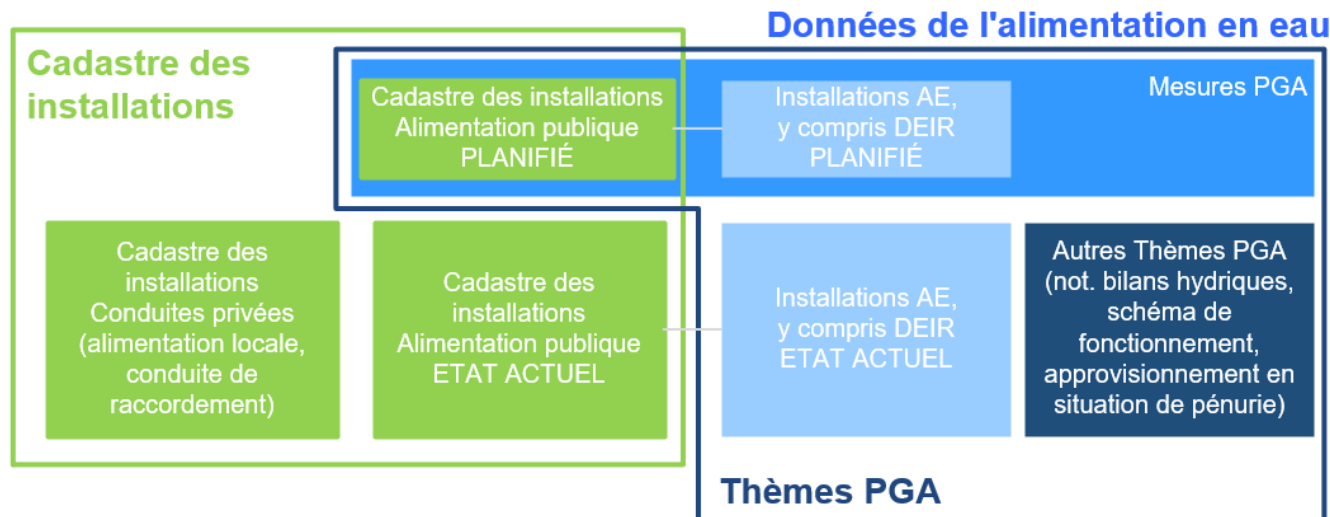 Données de l'alimentation en eau
Cadastre des
installations
Cadastre des installations
Alimentation publique
PLANIFIÉ
Installations AE,
y compris DEIR
PLANIFIÉ
Mesures PGA
Cadastre des
installations
Conduites privées
(alimentation locale,
conduite de
raccordement)
Cadastre des
installations
Alimentation publique
ETAT ACTUEL
Installations AE,
y compris DEIR
ETAT ACTUEL
Autres Thèmes PGA
(not. bilans hydriques,
schéma de
fonctionnement,
approvisionnement en
situation de pénurie)
Thèmes PGA